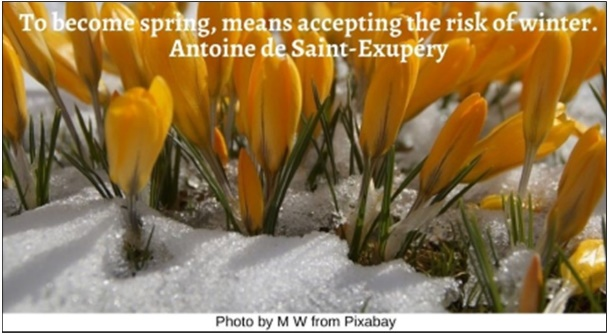 To become spring, means accepting the risk of winter.
Antoine de Saint-Exupéry
Photo by M W from Pixabay